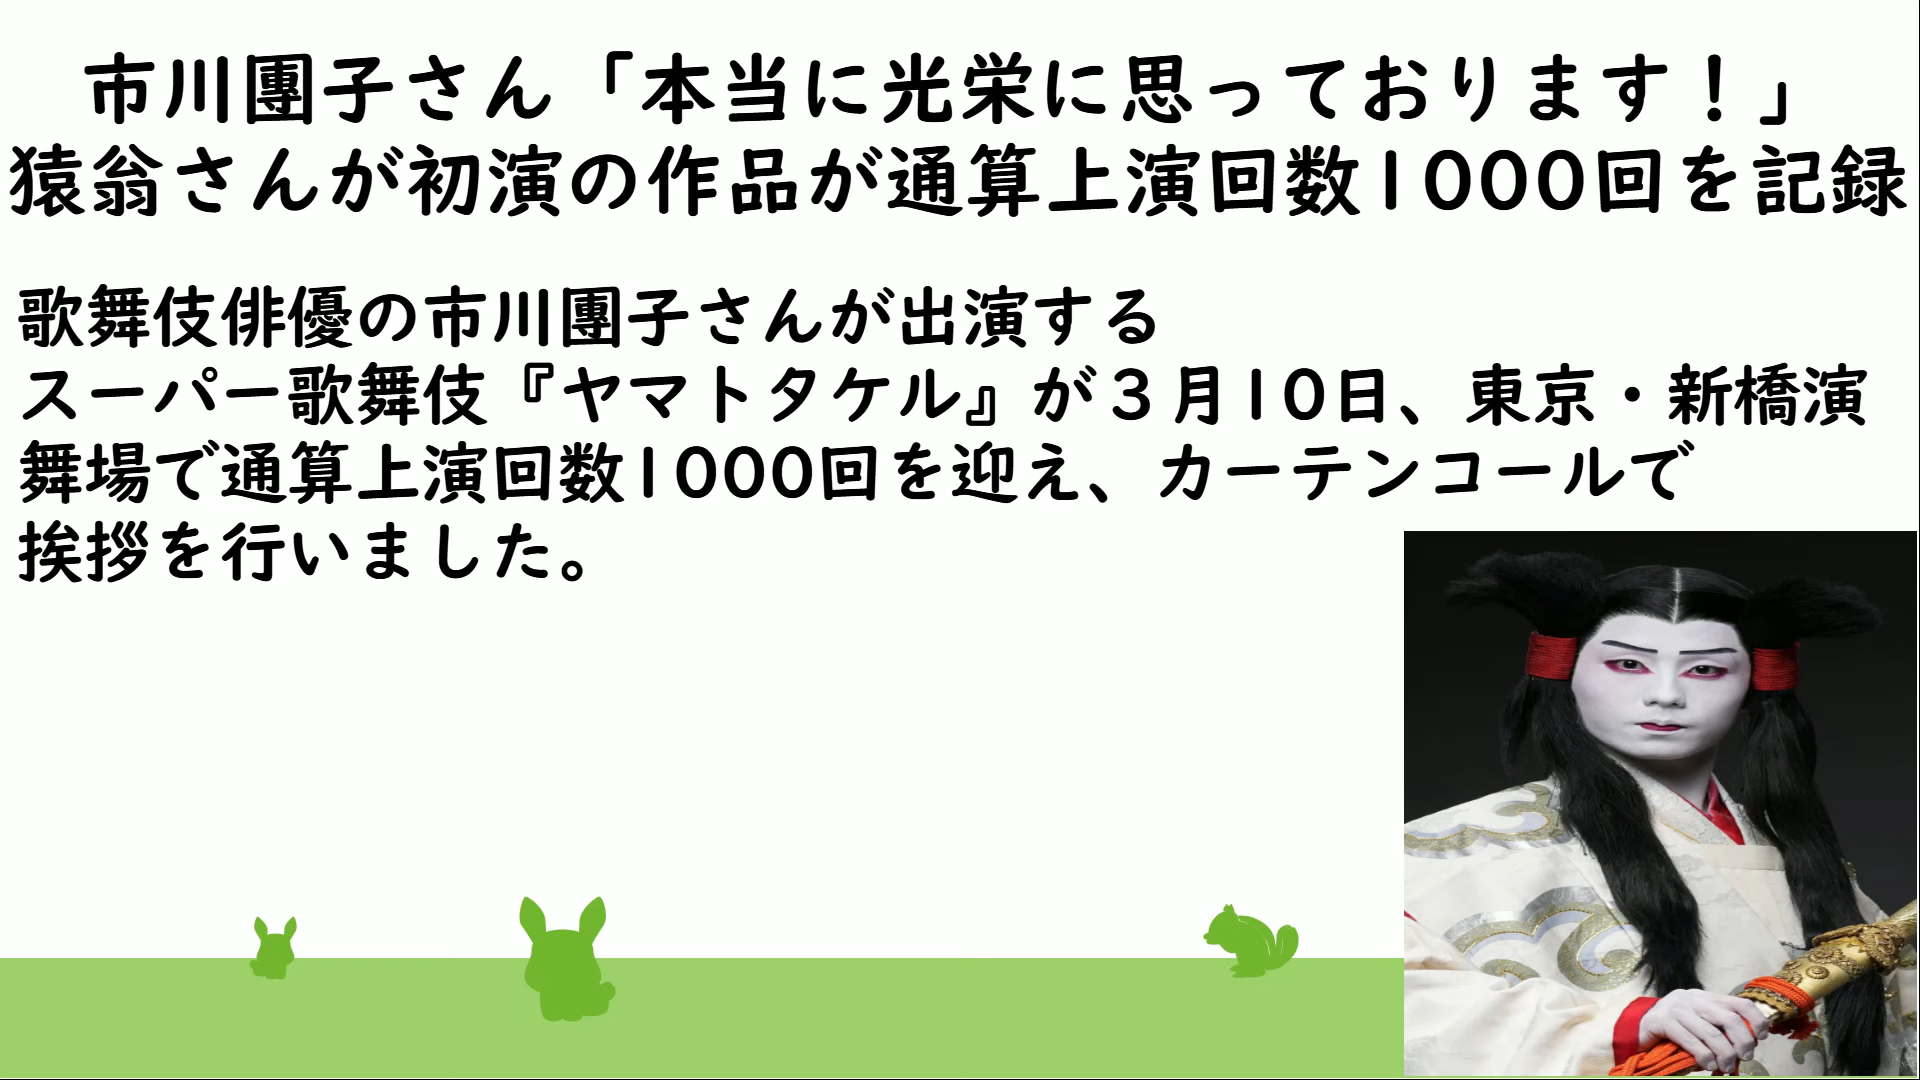 市川團子さん「本当に光栄に思っております！」
猿翁さんが初演の作品が通算上演回数1000回を記録
歌舞伎俳優の市川團子さんが出演する
スーパー歌舞伎『ヤマトタケル』が３月10日、東京・新橋演
舞場で通算上演回数1000回を迎え、カーテンコールで
挨拶を行いました。